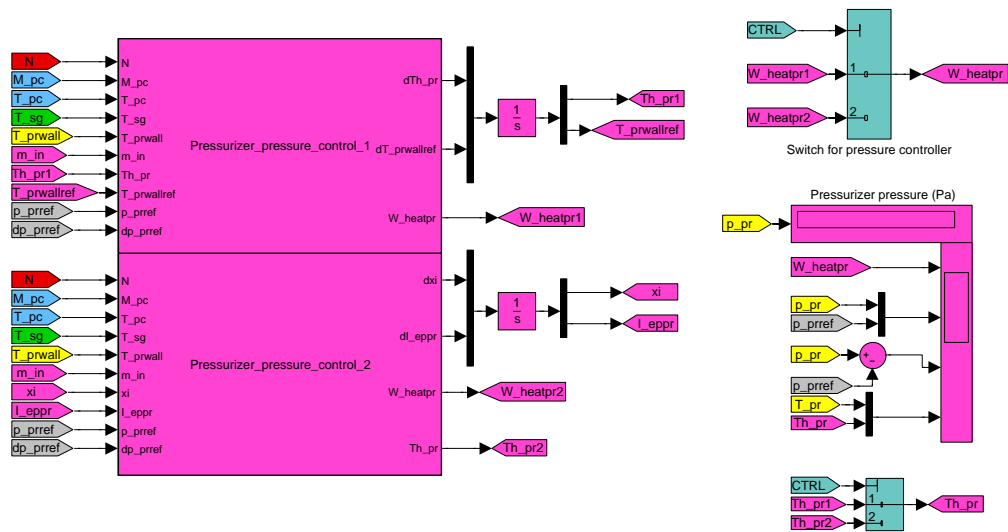 N
M_pc
T_pc
T_sg
T_prwall
m_in
Th_pr1
T_prwallref
p_prref
dp_prref
N
M_pc
T_pc
T_sg
T_prwall
m_in
Th_pr
T_prwallref
p_prref
dp_prref
Pressurizer_pressure_control_1
dTh_pr
dT_prwallref
W_heatpr
1
s
Th_pr1
T_prwallref
W_heatpr1
N
M_pc
T_pc
T_sg
T_prwall
m_in
xi
I_eppr
p_prref
dp_prref
N
M_pc
T_pc
T_sg
T_prwall
m_in
xi
I_eppr
p_prref
dp_prref
Pressurizer_pressure_control_2
dxi
dI_eppr
W_heatpr
Th_pr
1
s
xi
I_eppr
W_heatpr2
Th_pr2
CTRL
W_heatpr1
W_heatpr2
1
2
W_heatpr
Switch for pressure controller
Pressurizer pressure (Pa)
p_pr
W_heatpr
p_pr
p_prref
p_pr
+
−
p_prref
T_pr
Th_pr
CTRL
Th_pr1
Th_pr2
1
2
Th_pr